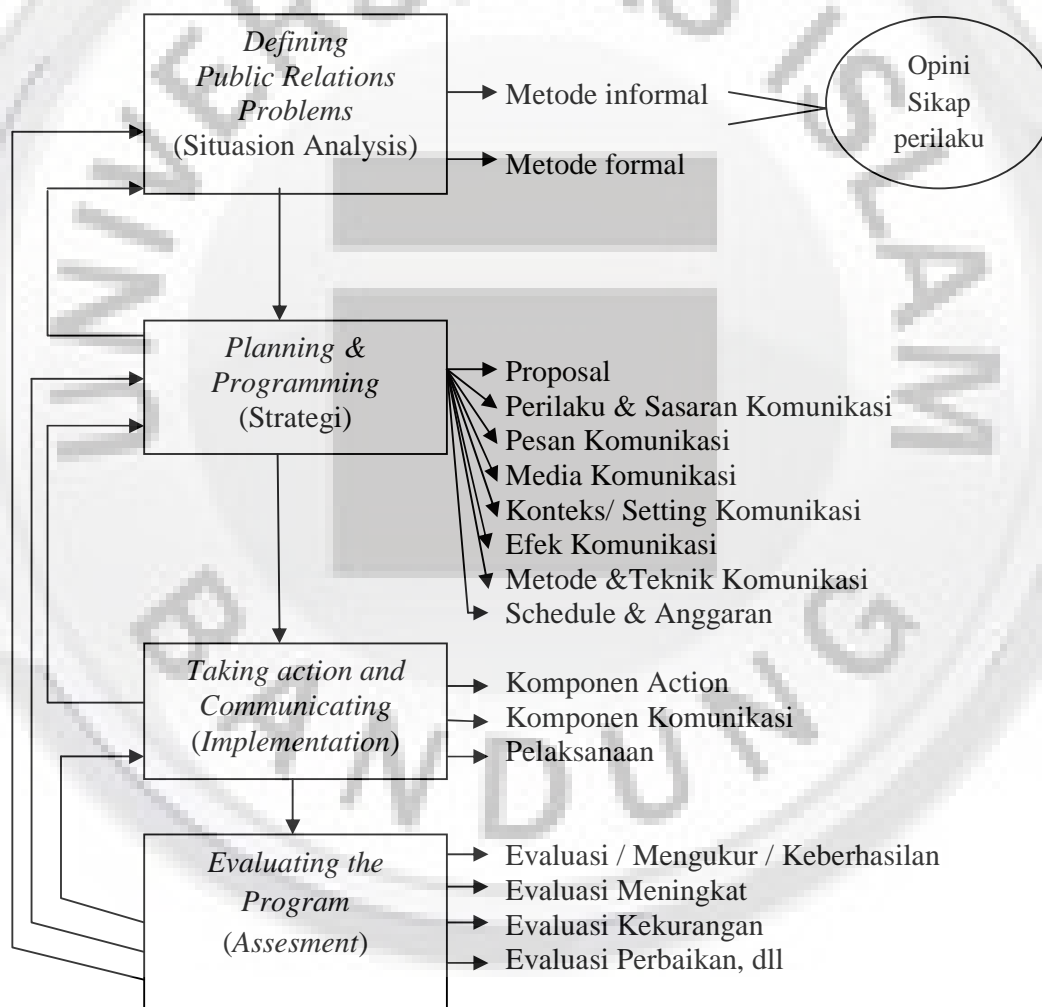 Defining
Public Relations
Problems
(Situasion Analysis)
Metode informal
Metode formal
Opini
Sikap
perilaku
Planning &
Programming
(Strategi)
Proposal
Perilaku & Sasaran Komunikasi
Pesan Komunikasi
Media Komunikasi
Konteks/ Setting Komunikasi
Efek Komunikasi
Metode &Teknik Komunikasi
Schedule & Anggaran
Taking action and
Communicating
(Implementation)
Komponen Action
Komponen Komunikasi
Pelaksanaan
Evaluating the
Program
(Assesment)
Evaluasi / Mengukur / Keberhasilan
Evaluasi Meningkat
Evaluasi Kekurangan
Evaluasi Perbaikan, dll
ISLAM
BANDUNG